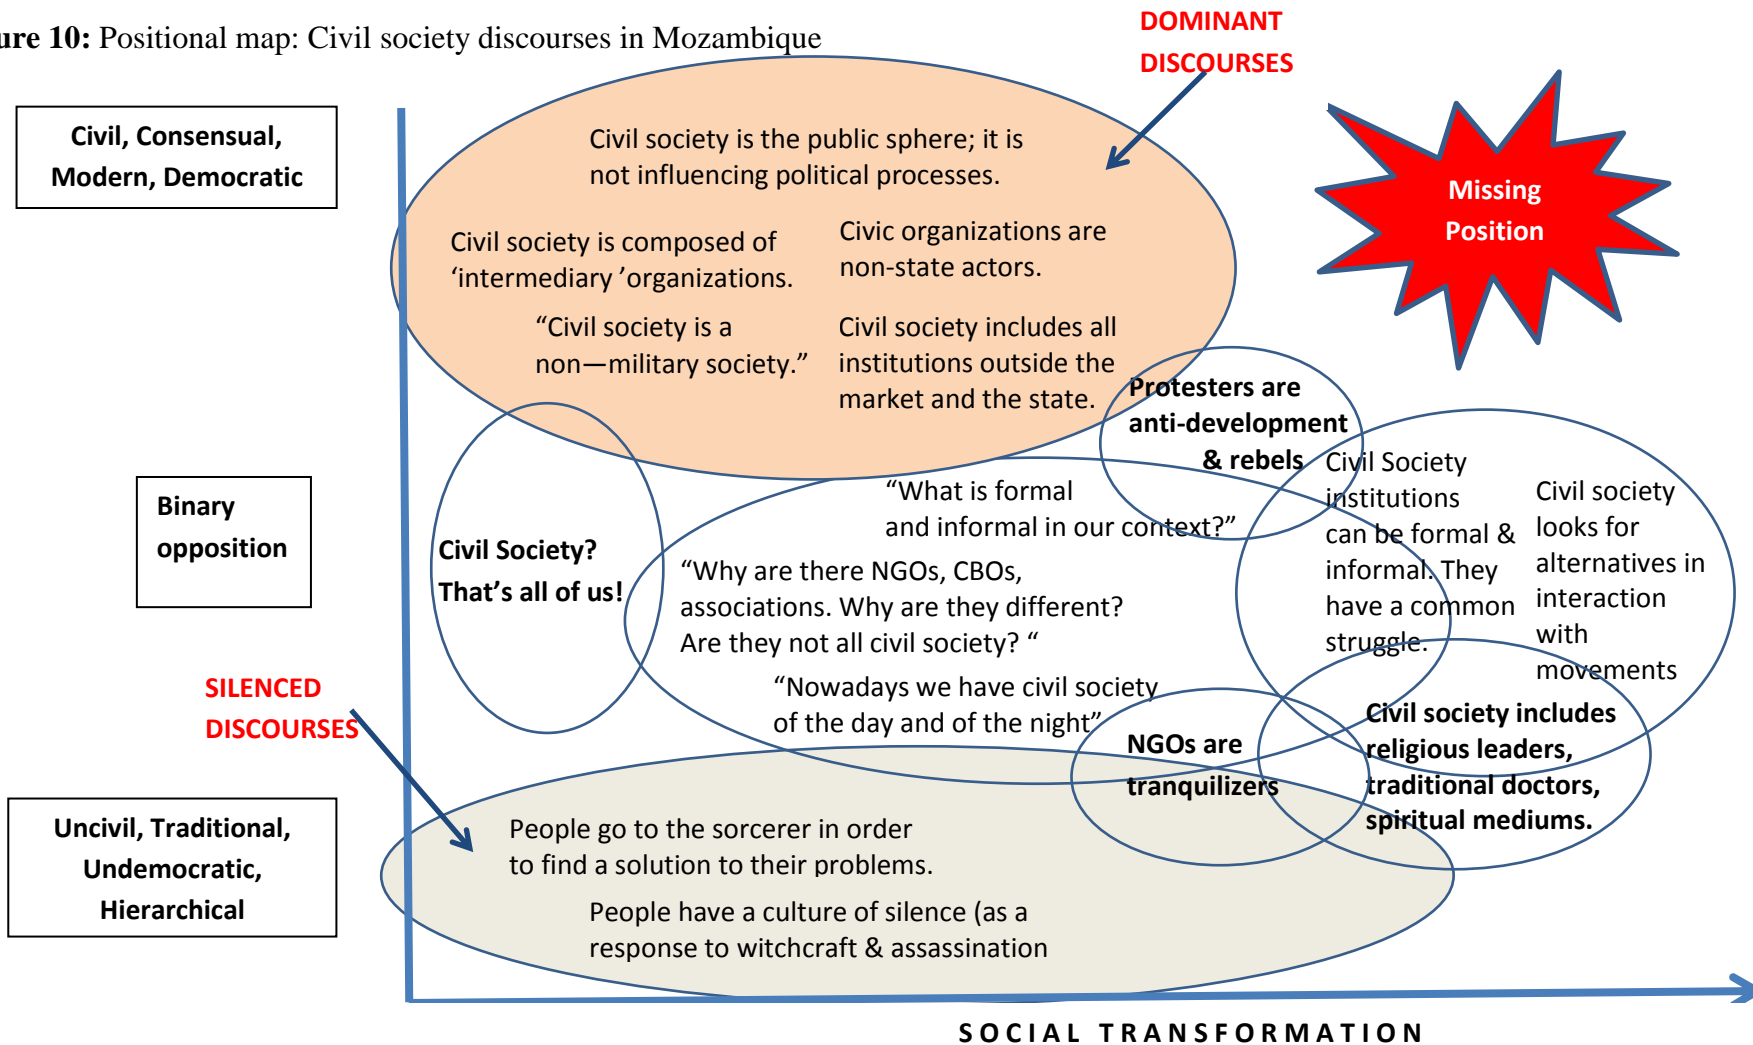 ure 10: Positional map: Civil society discourses in Mozambique
DOMINANT
DISCOURSES
Civil, Consensual,
Modern, Democratic
Civil society is the public sphere; it is
not influencing political processes.
Civil society is composed of
‘intermediary ’organizations.
Civic organizations are
non-state actors.
“Civil society is a
non—military society.”
Civil society includes all
institutions outside the
market and the state.
Missing
Position
Protesters are
anti-development
& rebels
Binary
opposition
Civil Society?
That’s all of us!
“What is formal
and informal in our context?”
“Why are there NGOs, CBOs,
associations. Why are they different?
Are they not all civil society? “
“Nowadays we have civil society
of the day and of the night”
Civil Society
institutions
can be formal &
informal. They
have a common
struggle.
Civil society
looks for
alternatives in
interaction
with
movements
SILENCED
DISCOURSES
NGOs are
tranquilizers
Civil society includes
religious leaders,
traditional doctors,
spiritual mediums.
Uncivil, Traditional,
Undemocratic,
Hierarchical
People go to the sorcerer in order
to find a solution to their problems.
People have a culture of silence (as a
response to witchcraft & assassination
SOCIAL TRANSFORMATION